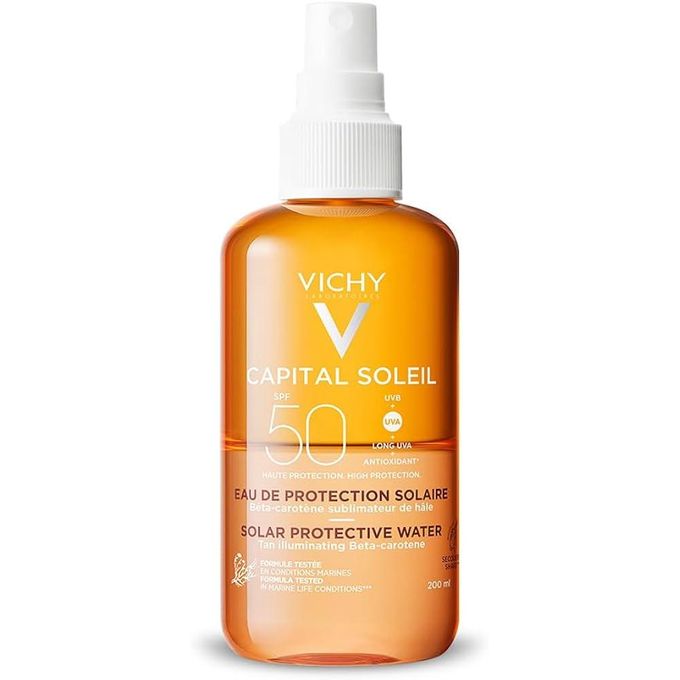 VICHY
LABORATOIRES
V
CAPITAL SOLEIL
SPF
50
UVB
+
UVA
+
LONG UVA
+
ANTIOXIDANT*
HAUTE PROTECTION. HIGH PROTECTION.
EAU DE PROTECTION SOLAIRE
Beta-carotène sublimateur de hâle
SOLAR PROTECTIVE WATER
Tan illuminating Beta-carotene
FORMULE TESTÉE
EN CONDITIONS MARINES
FORMULA TESTED
IN MARINE LIFE CONDITIONS***
200 ml